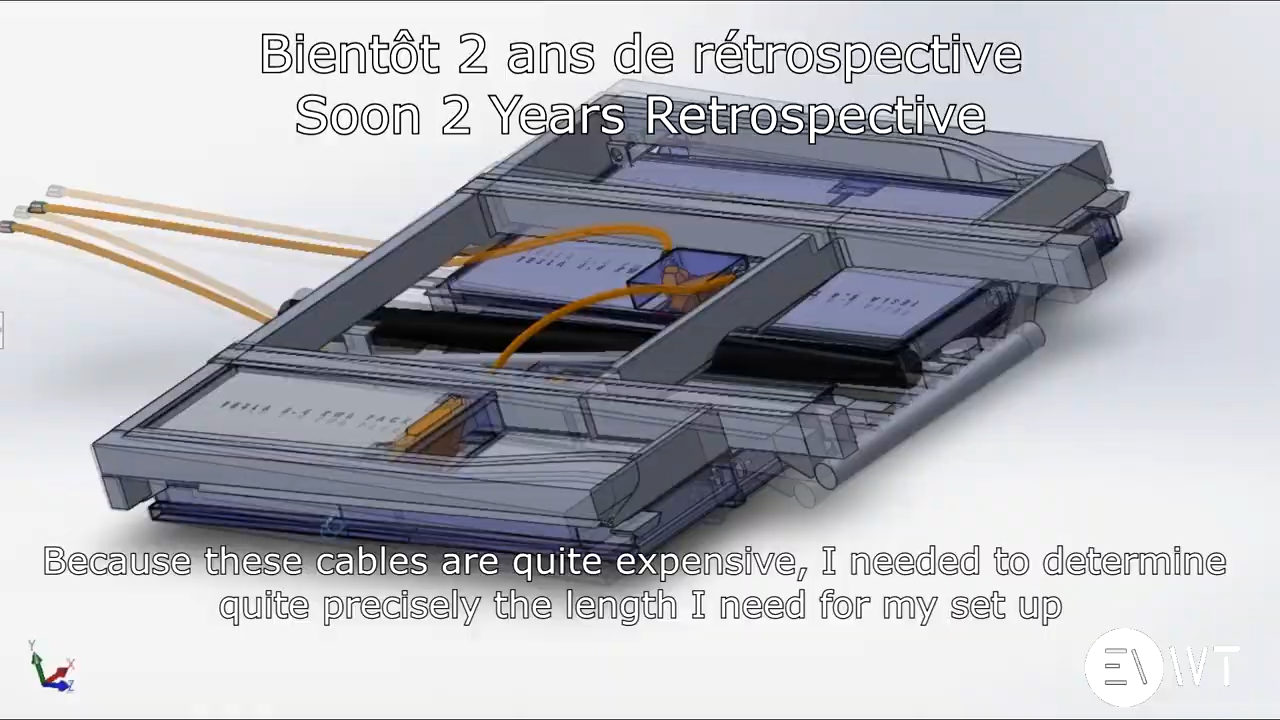 Bientôt 2 ans de rétrospective
Soon 2 Years Retrospective
Because these cables are quite expensive, I needed to determine
quite precisely the length I need for my set up
Y
X
Z
WT